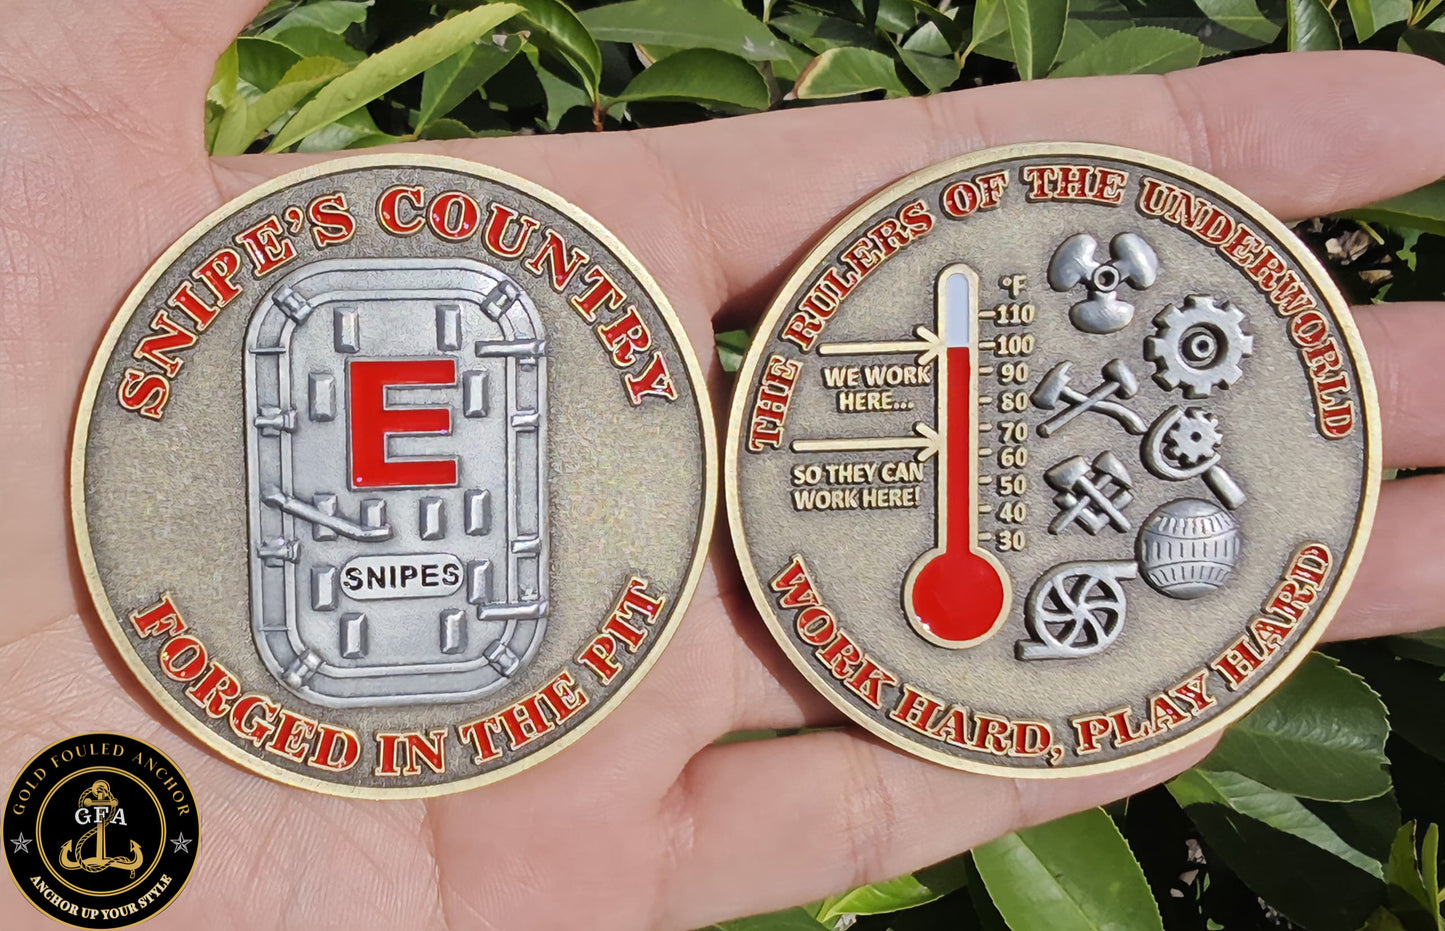 SNIPE'S COUNTRY
E
SNIPES
FORGED IN THE PIT
THE RULERS OF THE UNDERWORLD
°F
110
100
90
80
70
60
50
40
30
WE WORK
HERE...
SO THEY CAN
WORK HERE!
WORK HARD, PLAY HARD
GOLD FOULED ANCHOR
GFA
ANCHOR UP YOUR STYLE